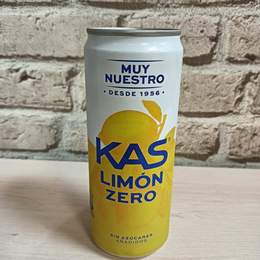 MUY
NUESTRO
• DESDE 1956 •
KAS
LIMÓN
ZERO
SIN AZÚCARES
AÑADIDOS